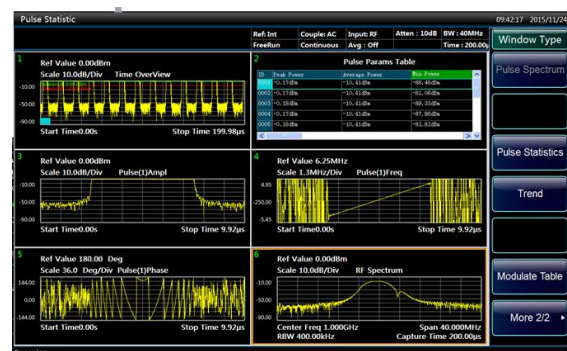 Pulse Statistic
09:42:17 2015/11/24
Ref: Int Couple: AC Input: RF Atten : 10dB BW : 40MHz
FreeRun Continuous Avg : Off Time : 200.00µ
Window Type
Pulse Spectrum
Pulse Statistics
Trend
Modulate Table
More 2/2
1
Ref Value 0.00dBm
Scale 10.0dB/Div Time OverView
-10.00
-50.00
-90.00
Start Time0.00s Stop Time 199.98µs
2
Pulse Params Table
ID Peak Power Average Power Min Power
0001 -0.17dBm -10.41dBm -88.46dBm
0002 -0.17dBm -10.41dBm -81.06dBm
0003 -0.18dBm -10.41dBm -89.33dBm
0004 -0.17dBm -10.41dBm -87.86dBm
0005 -0.18dBm -10.41dBm -82.82dBm
3
Ref Value 0.00dBm
Scale 10.0dB/Div Pulse(1)Ampl
-10.00
-50.00
-90.00
Start Time0.00s Stop Time 9.92µs
4
Ref Value 6.25MHz
Scale 1.3MHz/Div Pulse(1)Freq
4.95
-250.00
-5.45
Start Time0.00s Stop Time 9.92µs
5
Ref Value 180.00 Deg
Scale 36.0 Deg/Div Pulse(1)Phase
144.00
0.00
-144.00
Start Time0.00s Stop Time 9.92µs
6
Ref Value 0.00dBm
Scale 10.0dB/Div RF Spectrum
-10.00
-50.00
-90.00
Center Freq 1.000GHz Span 40.000MHz
RBW 400.00kHz Capture Time 200.00µs